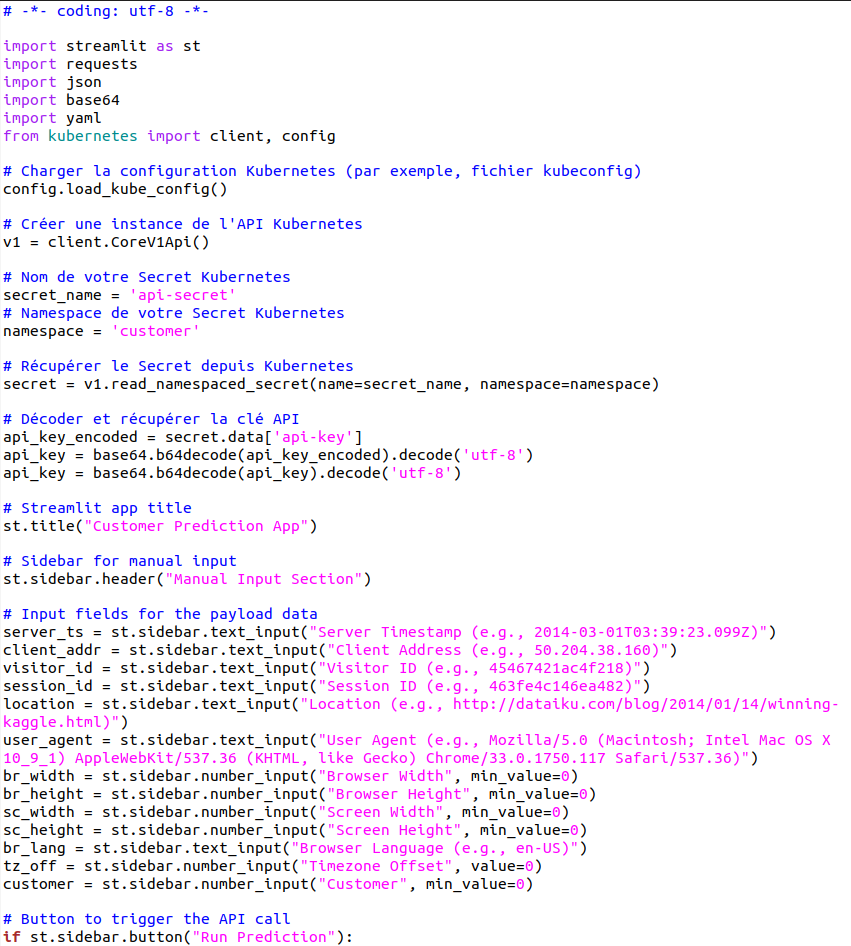 # -*- coding: utf-8 -*-
import streamlit as st
import requests
import json
import base64
import yaml
from kubernetes import client, config
# Charger la configuration Kubernetes (par exemple, fichier kubeconfig)
config.load_kube_config()
# Créer une instance de l'API Kubernetes
v1 = client.CoreV1Api()
# Nom de votre Secret Kubernetes
secret_name = 'api-secret'
# Namespace de votre Secret Kubernetes
namespace = 'customer'
# Récupérer le Secret depuis Kubernetes
secret = v1.read_namespaced_secret(name=secret_name, namespace=namespace)
# Décoder et récupérer la clé API
api_key_encoded = secret.data['api-key']
api_key = base64.b64decode(api_key_encoded).decode('utf-8')
api_key = base64.b64decode(api_key).decode('utf-8')
# Streamlit app title
st.title("Customer Prediction App")
# Sidebar for manual input
st.sidebar.header("Manual Input Section")
# Input fields for the payload data
server_ts = st.sidebar.text_input("Server Timestamp (e.g., 2014-03-01T03:39:23.099Z)")
client_addr = st.sidebar.text_input("Client Address (e.g., 50.204.38.160)")
visitor_id = st.sidebar.text_input("Visitor ID (e.g., 45467421ac4f218)")
session_id = st.sidebar.text_input("Session ID (e.g., 463fe4c146ea482)")
location = st.sidebar.text_input("Location (e.g., http://dataiku.com/blog/2014/01/14/winning-
kaggle.html)")
user_agent = st.sidebar.text_input("User Agent (e.g., Mozilla/5.0 (Macintosh; Intel Mac OS X
10_9_1) AppleWebKit/537.36 (KHTML, like Gecko) Chrome/33.0.1750.117 Safari/537.36)")
br_width = st.sidebar.number_input("Browser Width", min_value=0)
br_height = st.sidebar.number_input("Browser Height", min_value=0)
sc_width = st.sidebar.number_input("Screen Width", min_value=0)
sc_height = st.sidebar.number_input("Screen Height", min_value=0)
br_lang = st.sidebar.text_input("Browser Language (e.g., en-US)")
tz_off = st.sidebar.number_input("Timezone Offset", value=0)
customer = st.sidebar.number_input("Customer", min_value=0)
# Button to trigger the API call
if st.sidebar.button("Run Prediction"):